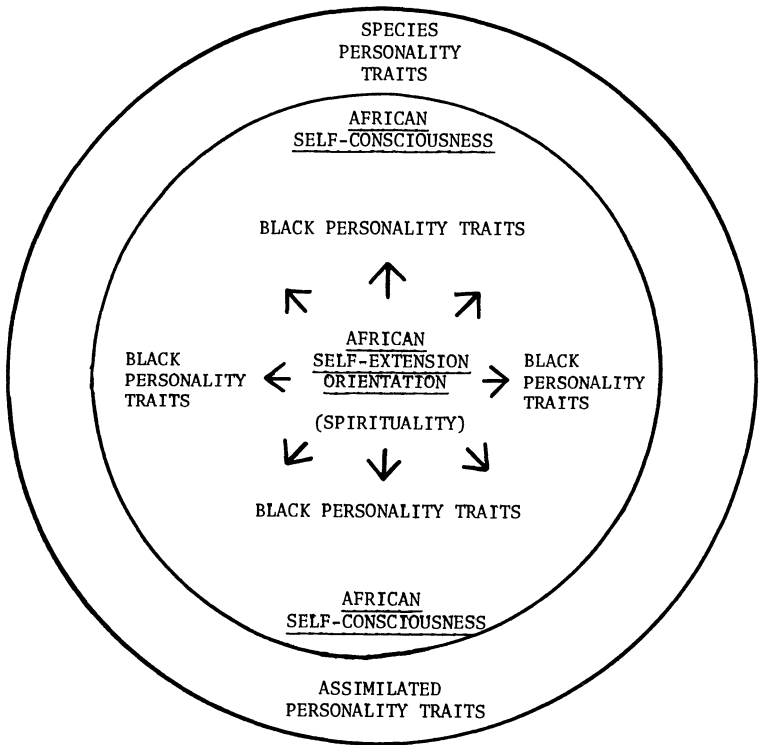 SPECIES
PERSONALITY
TRAITS
AFRICAN
SELF-CONSCIOUSNESS
BLACK PERSONALITY TRAITS
AFRICAN
SELF-EXTENSION
ORIENTATION
(SPIRITUALITY)
BLACK
PERSONALITY
TRAITS
BLACK
PERSONALITY
TRAITS
BLACK PERSONALITY TRAITS
AFRICAN
SELF-CONSCIOUSNESS
ASSIMILATED
PERSONALITY TRAITS